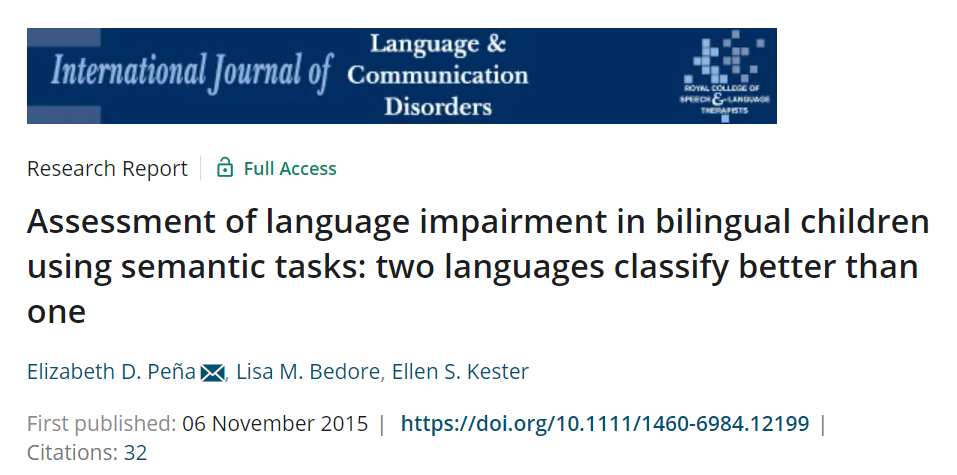 International Journal of Language &
Communication
Disorders
ROYAL COLLEGE OF
SPEECH & LANGUAGE
THERAPISTS
Research Report | Full Access
Assessment of language impairment in bilingual children
using semantic tasks: two languages classify better than
one
Elizabeth D. Peña, Lisa M. Bedore, Ellen S. Kester
First published: 06 November 2015 | https://doi.org/10.1111/1460-6984.12199 |
Citations: 32